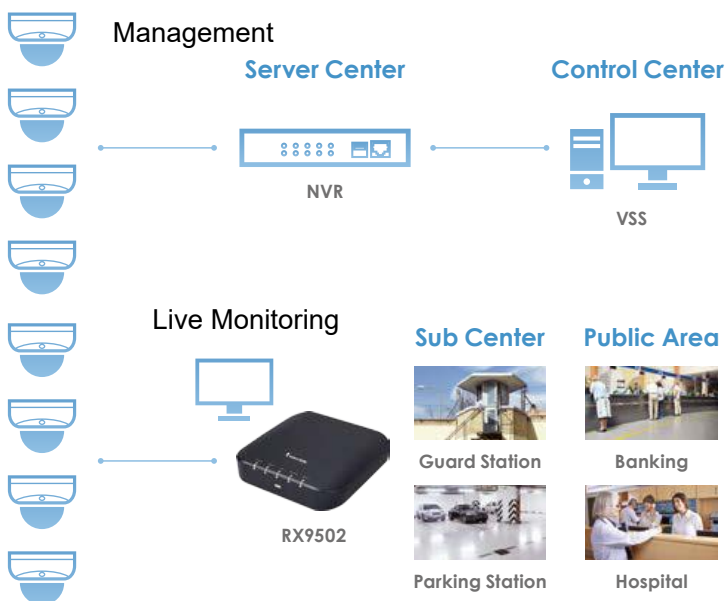 Management
Server Center
Control Center
NVR
VSS
Live Monitoring
Sub Center
Public Area
Guard Station
Banking
RX9502
Parking Station
Hospital